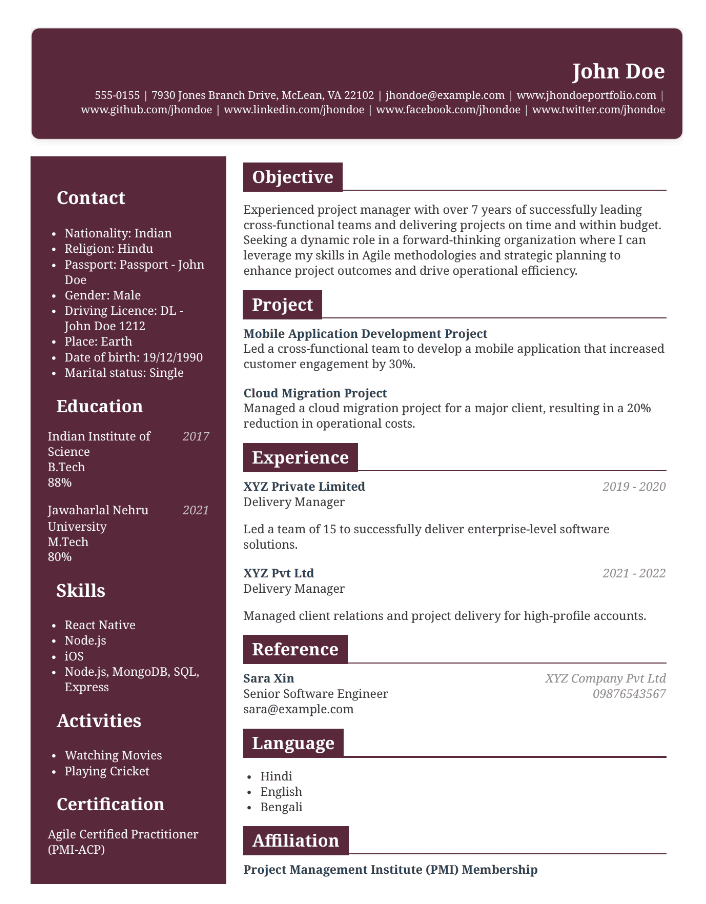 John Doe
555-0155 | 7930 Jones Branch Drive, McLean, VA 22102 | jhondoe@example.com | www.jhondoeportfolio.com |
www.github.com/jhondoe | www.linkedin.com/jhondoe | www.facebook.com/jhondoe | www.twitter.com/jhondoe
Contact
• Nationality: Indian
• Religion: Hindu
• Passport: Passport - John
Doe
• Gender: Male
• Driving Licence: DL -
John Doe 1212
• Place: Earth
• Date of birth: 19/12/1990
• Marital status: Single
Education
Indian Institute of 2017
Science
B.Tech
88%
Jawaharlal Nehru 2021
University
M.Tech
80%
Skills
• React Native
• Node.js
• iOS
• Node.js, MongoDB, SQL,
Express
Activities
• Watching Movies
• Playing Cricket
Certification
Agile Certified Practitioner
(PMI-ACP)
Objective
Experienced project manager with over 7 years of successfully leading
cross-functional teams and delivering projects on time and within budget.
Seeking a dynamic role in a forward-thinking organization where I can
leverage my skills in Agile methodologies and strategic planning to
enhance project outcomes and drive operational efficiency.
Project
Mobile Application Development Project
Led a cross-functional team to develop a mobile application that increased
customer engagement by 30%.
Cloud Migration Project
Managed a cloud migration project for a major client, resulting in a 20%
reduction in operational costs.
Experience
XYZ Private Limited 2019 - 2020
Delivery Manager
Led a team of 15 to successfully deliver enterprise-level software
solutions.
XYZ Pvt Ltd 2021 - 2022
Delivery Manager
Managed client relations and project delivery for high-profile accounts.
Reference
Sara Xin XYZ Company Pvt Ltd
Senior Software Engineer 09876543567
sara@example.com
Language
• Hindi
• English
• Bengali
Affiliation
Project Management Institute (PMI) Membership